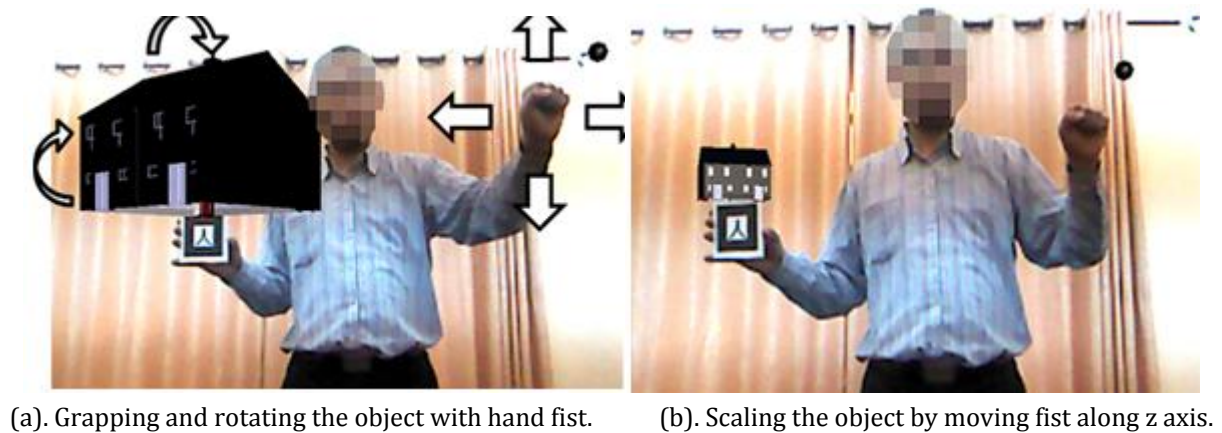 (a). Grapping and rotating the object with hand fist.
(b). Scaling the object by moving fist along z axis.